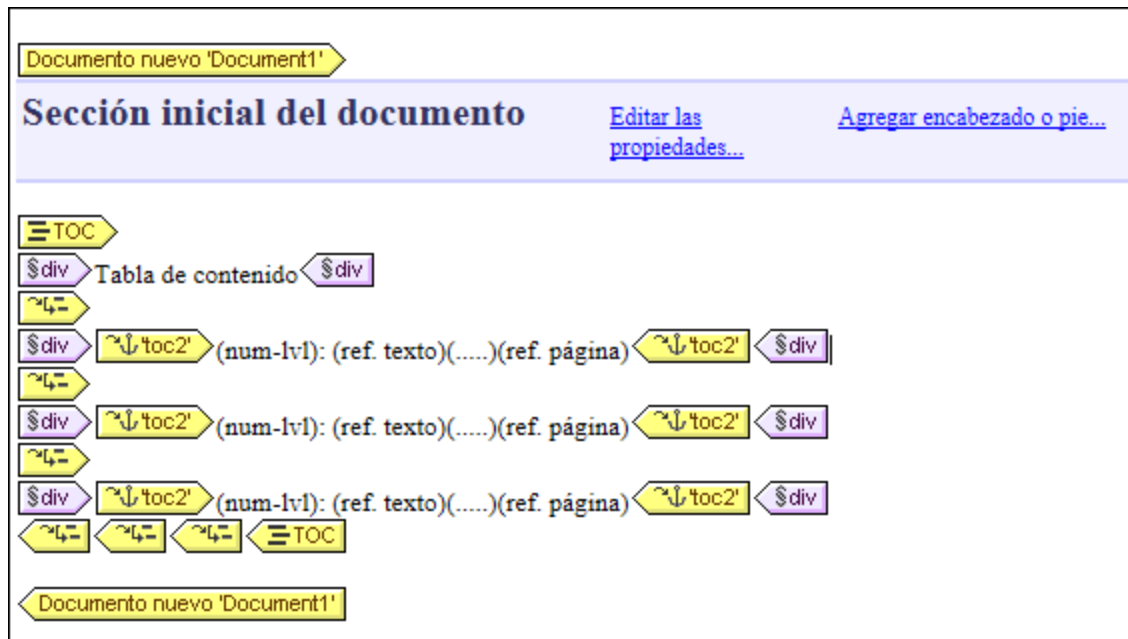 Documento nuevo 'Document1'
Sección inicial del documento Editar las propiedades... Agregar encabezado o pie...
TOC
§div Tabla de contenido §div
§div 'toc2' (num-lvl): (ref. texto)(.....)(ref. página) 'toc2' §div
§div 'toc2' (num-lvl): (ref. texto)(.....)(ref. página) 'toc2' §div
§div 'toc2' (num-lvl): (ref. texto)(.....)(ref. página) 'toc2' §div
TOC
Documento nuevo 'Document1'